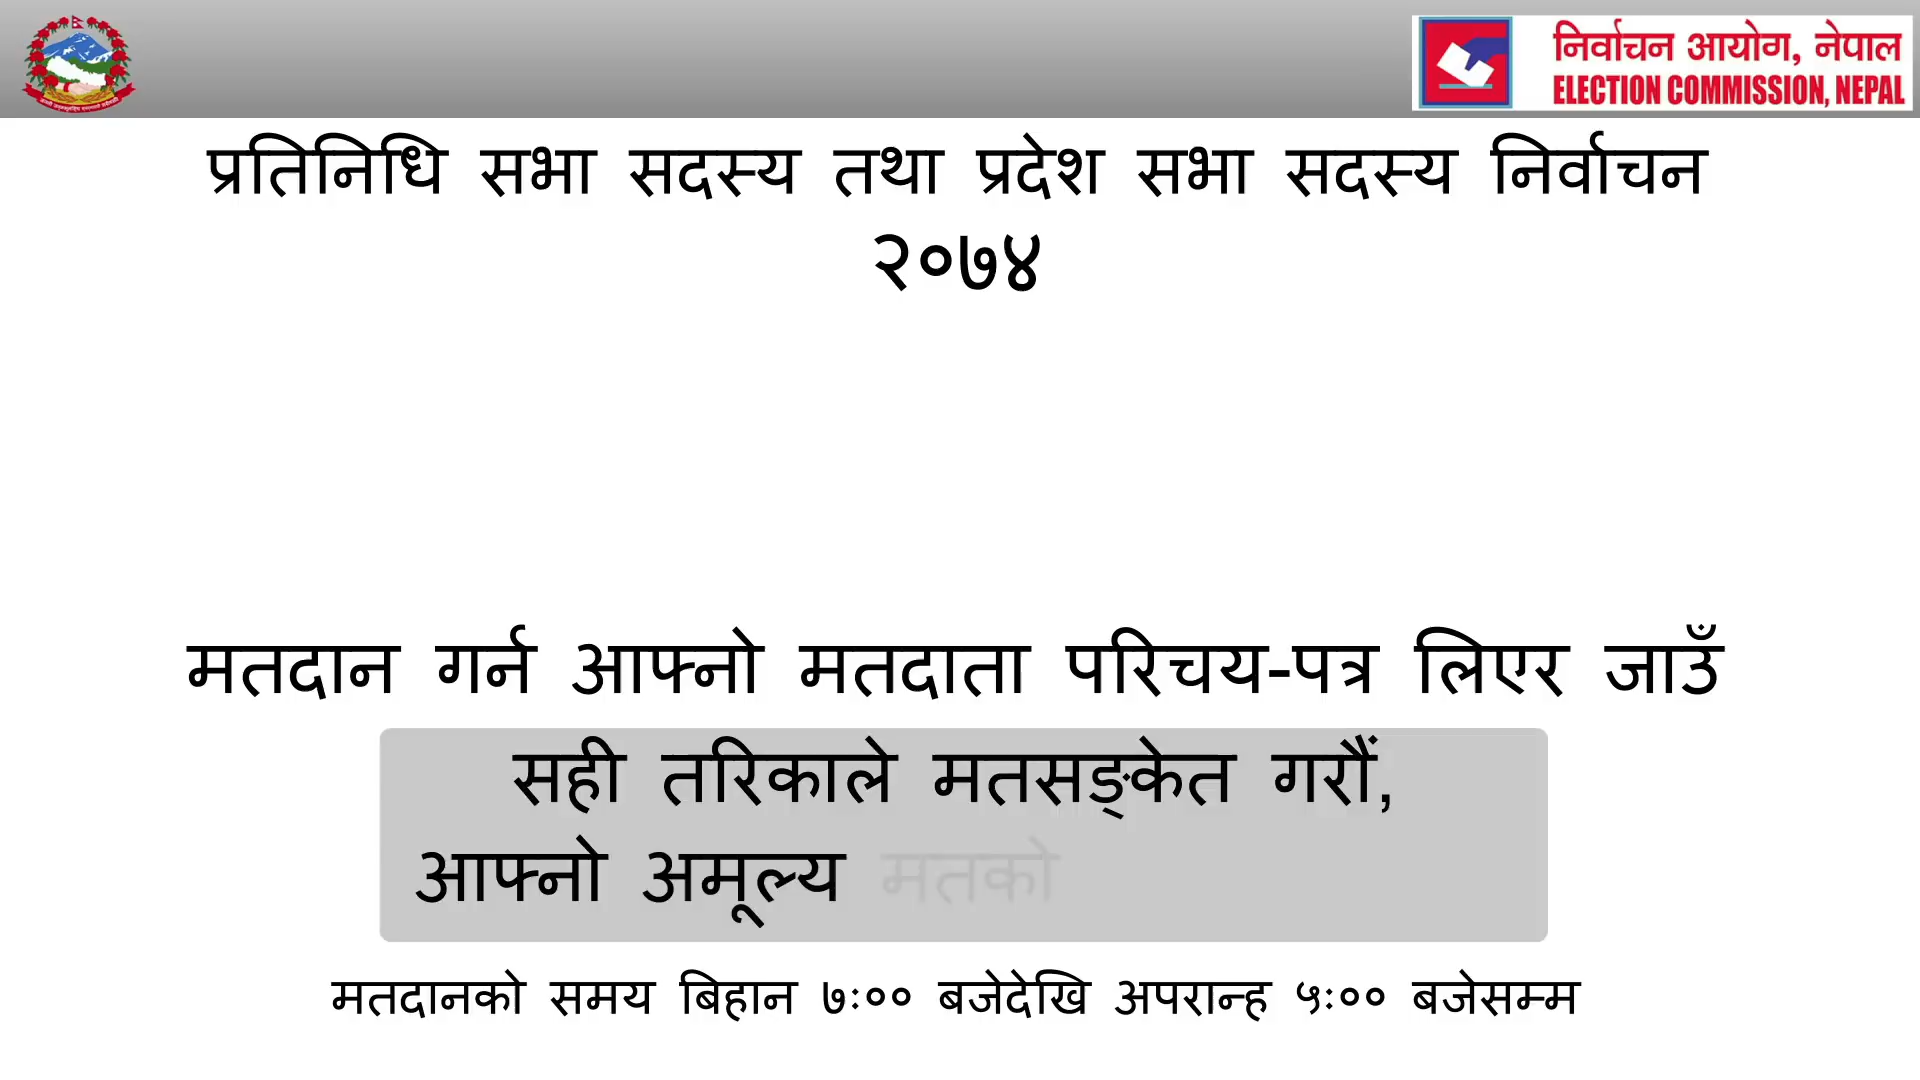 निर्वाचन आयोग, नेपाल
ELECTION COMMISSION, NEPAL
प्रतिनिधि सभा सदस्य तथा प्रदेश सभा सदस्य निर्वाचन
२०७४
मतदान गर्न आफ्नो मतदाता परिचय-पत्र लिएर जाउँ
सही तरिकाले मतसङ्केत गरौं,
आफ्नो अमूल्य मतको
मतदानको समय बिहान ७ः०० बजेदेखि अपरान्ह ५ः०० बजेसम्म